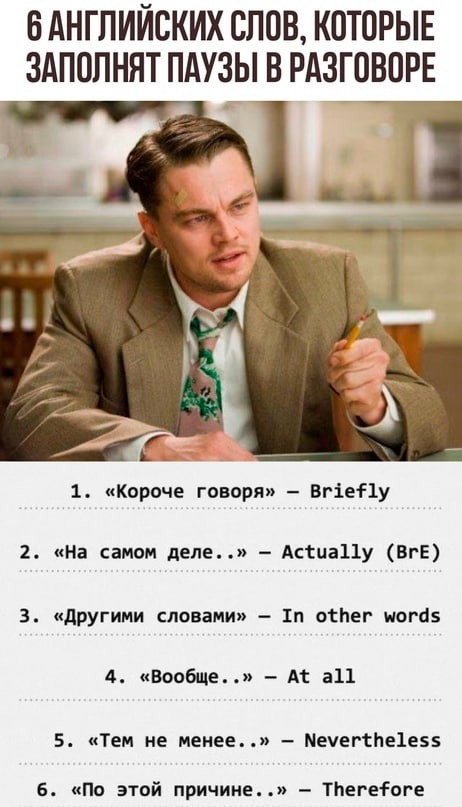 6 АНГЛИЙСКИХ СЛОВ, КОТОРЫЕ
ЗАПОЛНЯТ ПАУЗЫ В РАЗГОВОРЕ
1. «Короче говоря» – Briefly
2. «На самом деле..» – Actually (BrE)
3. «Другими словами» – In other words
4. «Вообще..» – At all
5. «Тем не менее..» – Nevertheless
6. «По этой причине..» – Therefore